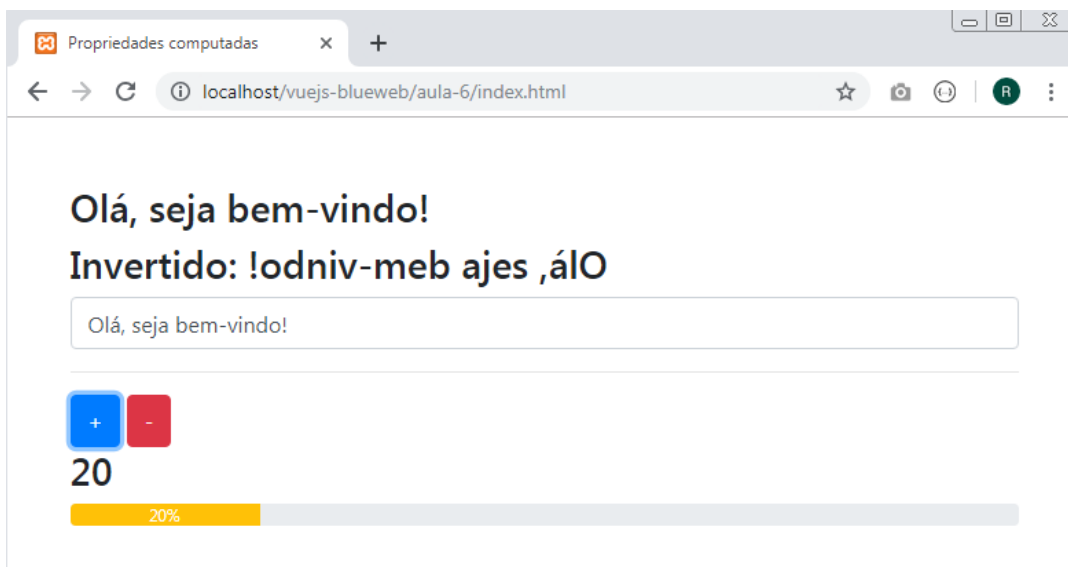 Propriedades computadas
localhost/vuejs-blueweb/aula-6/index.html
R
Olá, seja bem-vindo!
Invertido: !odniv-meb ajes ,álO
Olá, seja bem-vindo!
+ -
20
20%